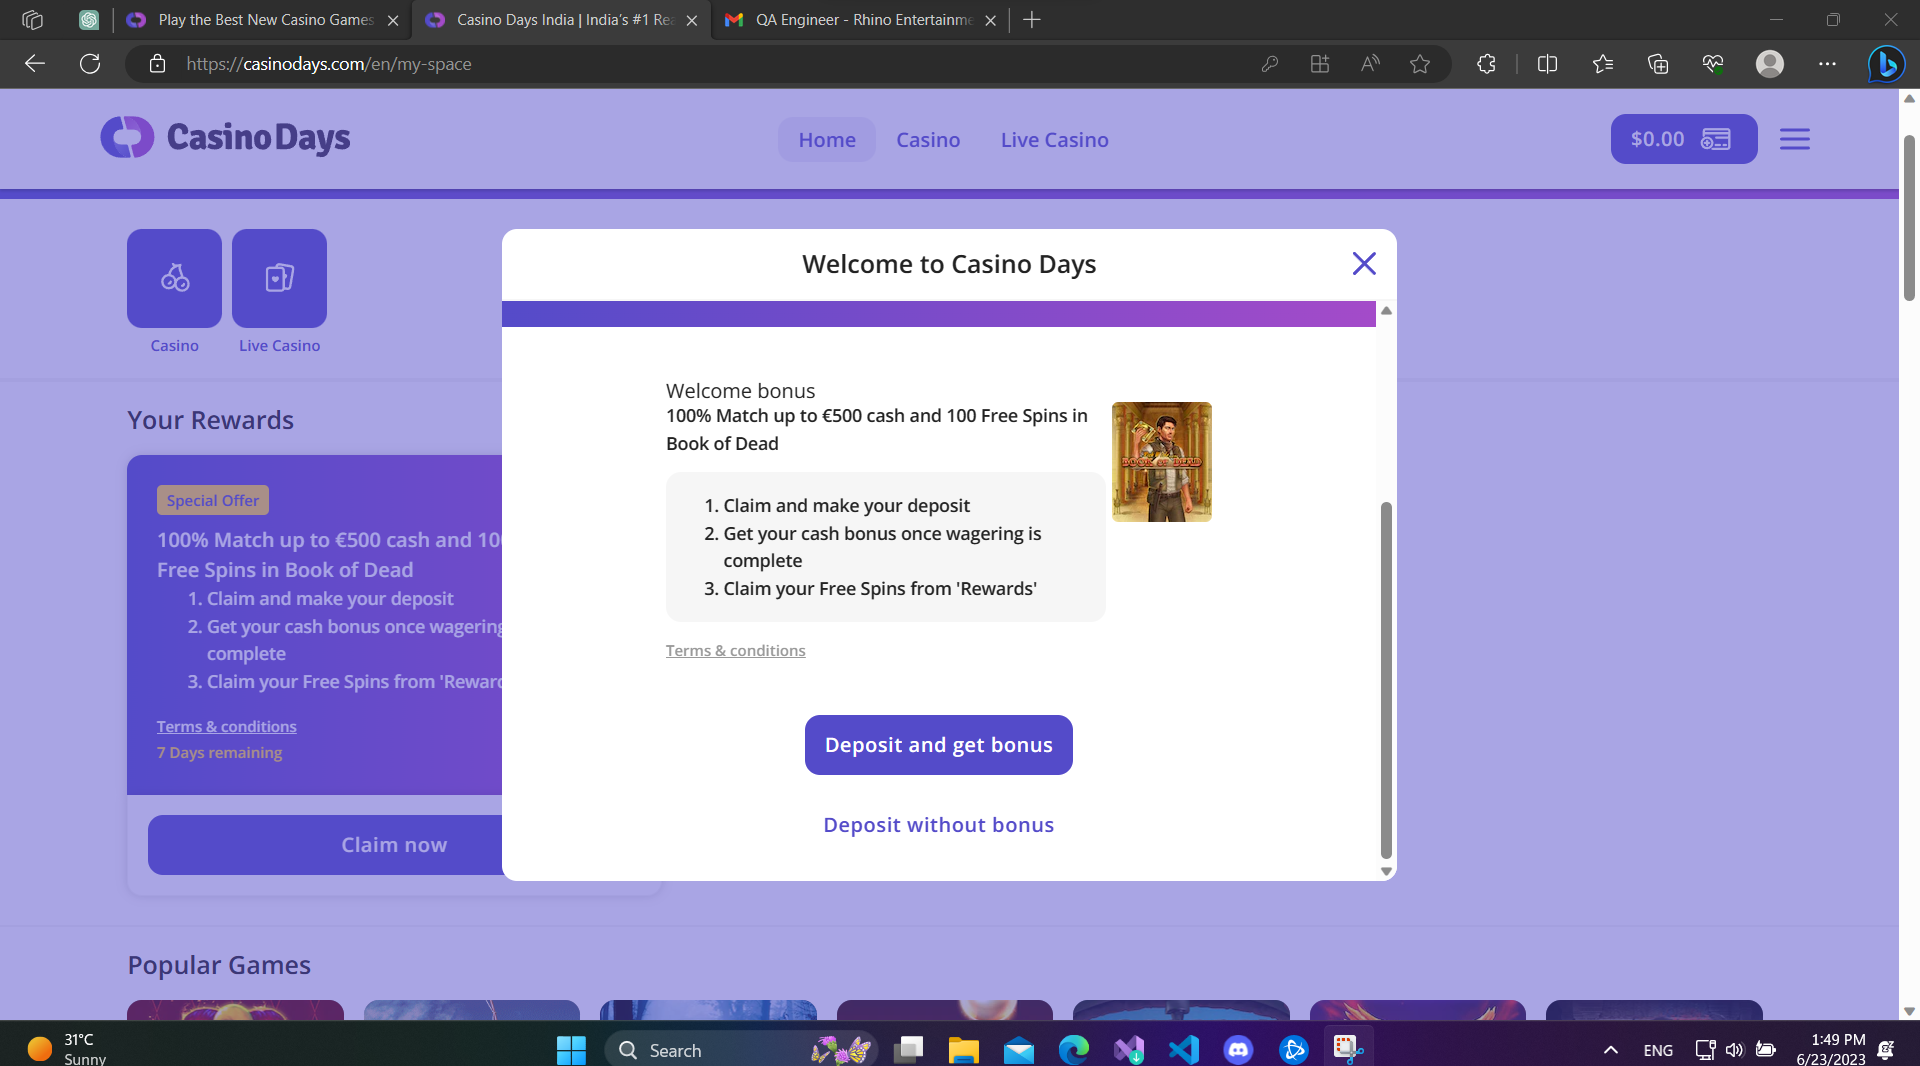 Play the Best New Casino Games
Casino Days India | India's #1 Rea
QA Engineer - Rhino Entertainme
https://casinodays.com/en/my-space
Casino Days
Home
Casino
Live Casino
$0.00
Casino
Live Casino
Welcome to Casino Days
Your Rewards
Special Offer
100% Match up to €500 cash and 10
Free Spins in Book of Dead
1. Claim and make your deposit
2. Get your cash bonus once wagering
complete
3. Claim your Free Spins from 'Reward
Terms & conditions
7 Days remaining
Claim now
Welcome bonus
100% Match up to €500 cash and 100 Free Spins in
Book of Dead
BOOK OF DEAD
1. Claim and make your deposit
2. Get your cash bonus once wagering is
complete
3. Claim your Free Spins from 'Rewards'
Terms & conditions
Deposit and get bonus
Deposit without bonus
Popular Games
31°C
Sunny
Search
ENG
1:49 PM
6/23/2023